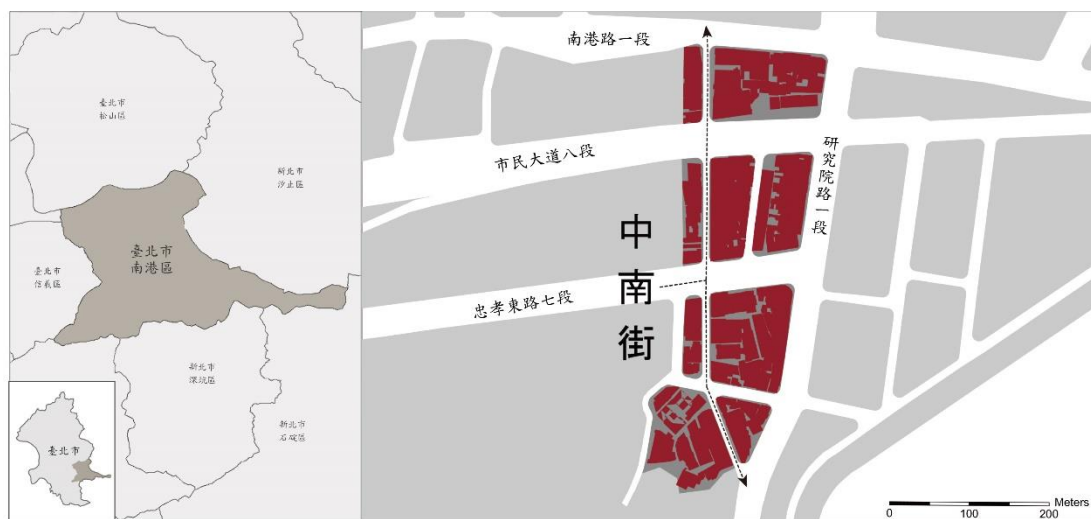 臺北市
松山區
新北市
汐止區
臺北市
南港區
臺北市
信義區
新北市
深坑區
新北市
石碇區
臺北市
南港路一段
市民大道八段
研究院路一段
中南街
忠孝東路七段
Meters
0 100 200